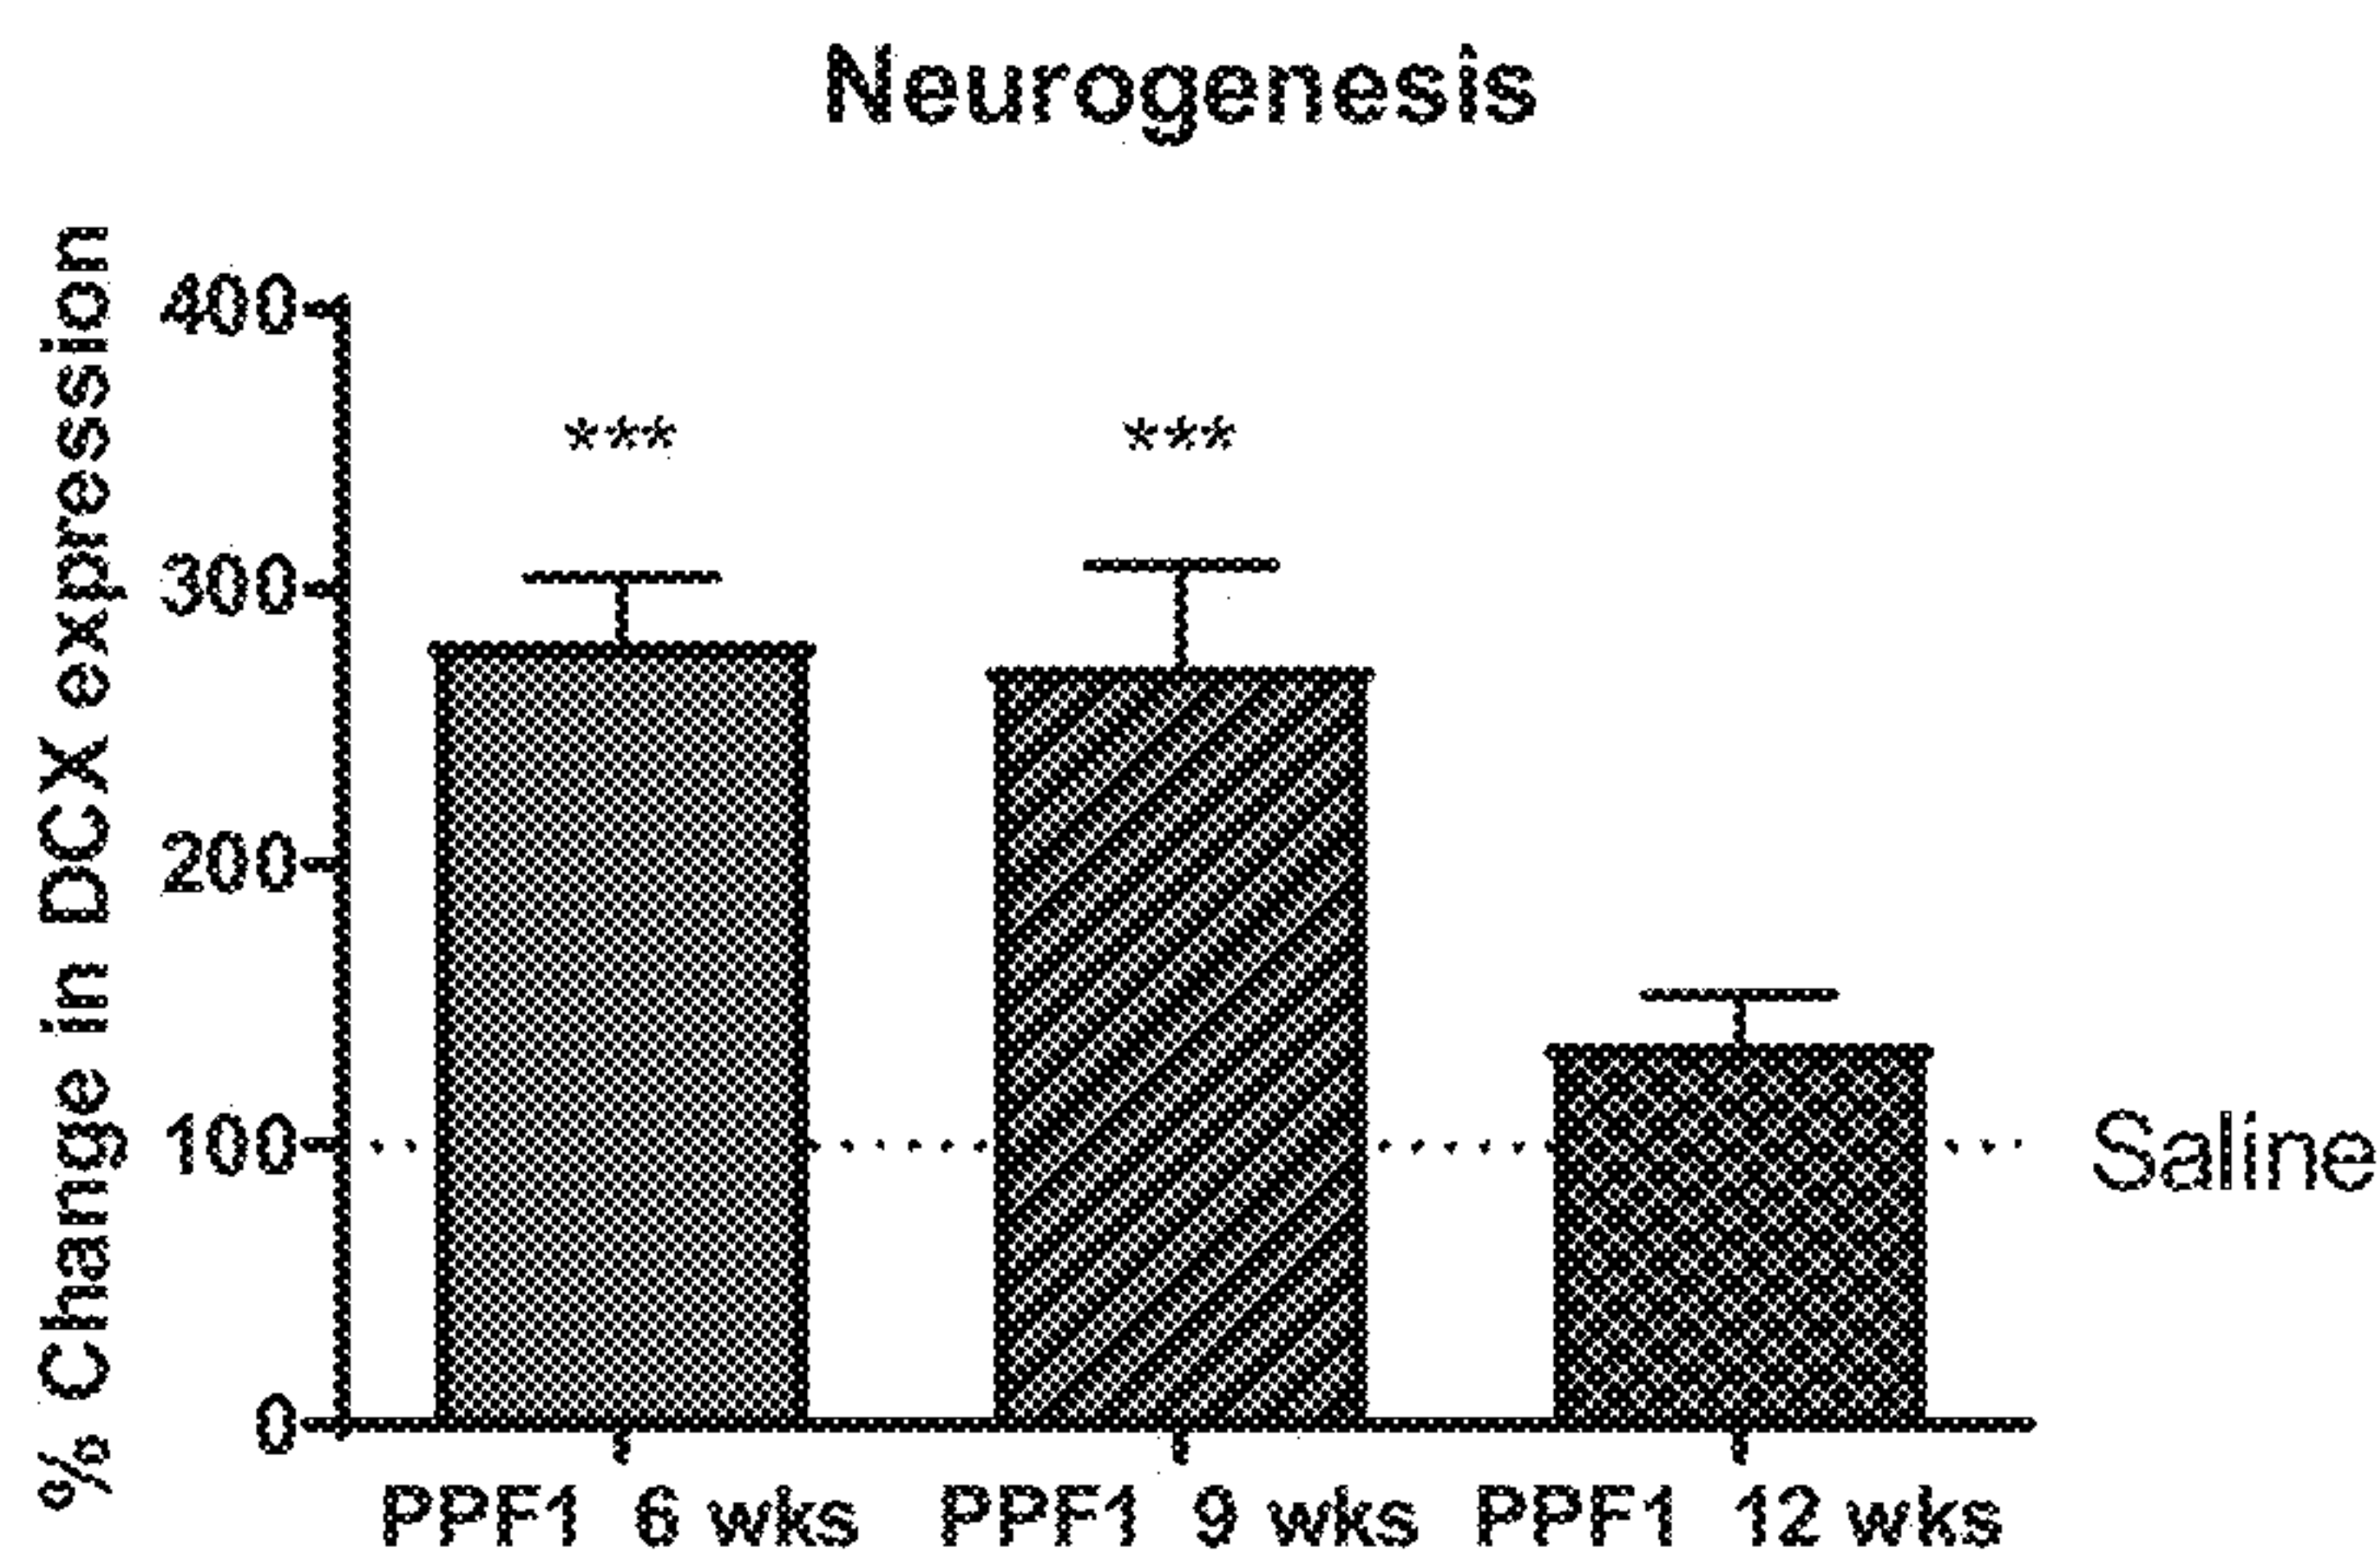 Neurogenesis
% Change in DCX expression
400
300
200
100
0
***
***
Saline
PPF1 6 wks
PPF1 9 wks
PPF1 12 wks